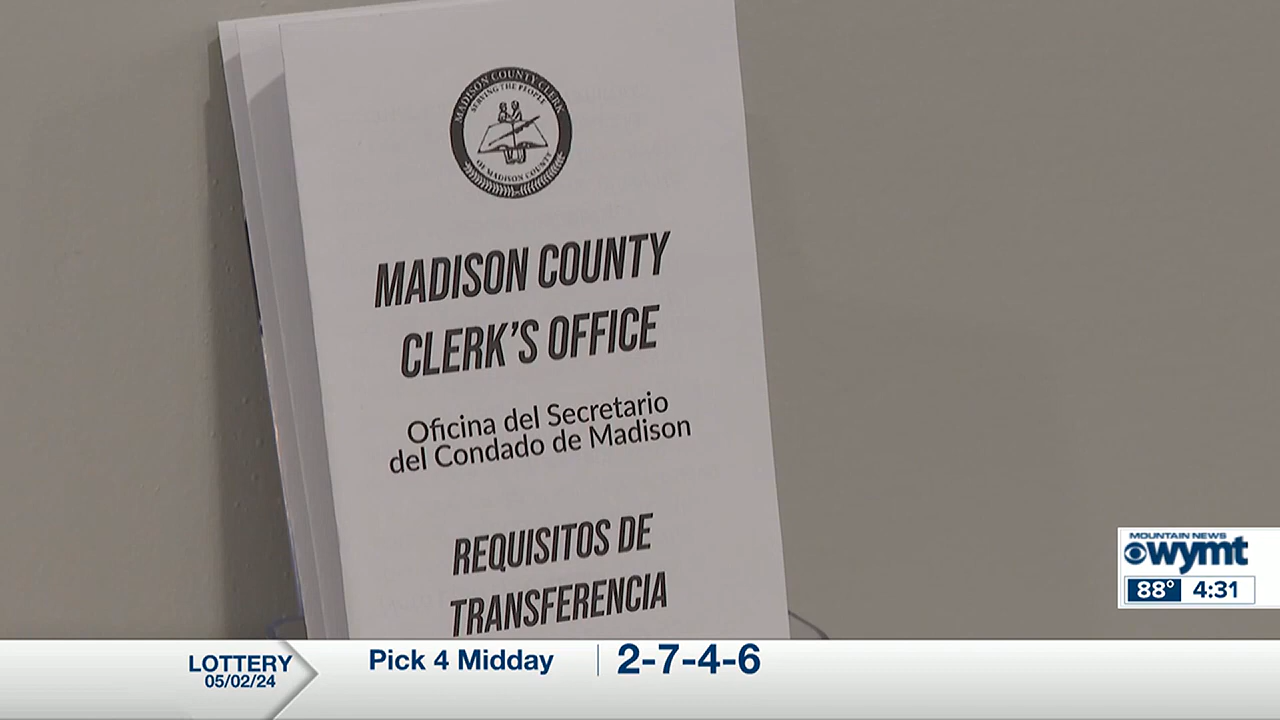 MADISON COUNTY CLERK
SERVING THE PEOPLE
OF MADISON COUNTY
MADISON COUNTY
CLERK'S OFFICE
Oficina del Secretario
del Condado de Madison
REQUISITOS DE
TRANSFERENCIA
MOUNTAIN NEWS
wymt
88° 4:31
LOTTERY
05/02/24
Pick 4 Midday
2-7-4-6